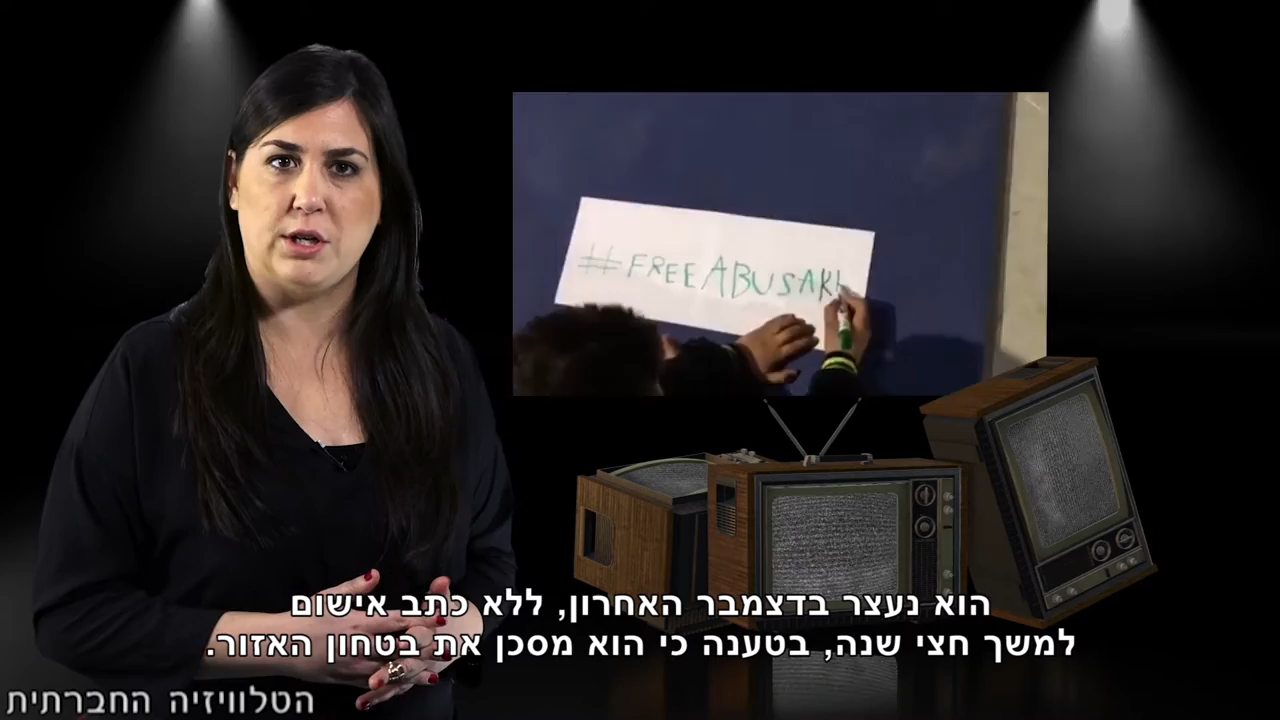 #FREEABUSAK
הוא נעצר בדצמבר האחרון, ללא כתב אישום
למשך חצי שנה, בטענה כי הוא מסכן את בטחון האזור.
הטלוויזיה החברתית